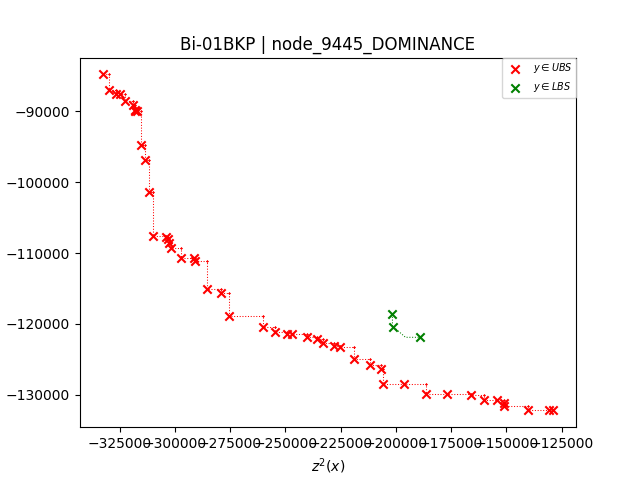 Bi-01BKP | node_9445_DOMINANCE
y ∈ UBS
y ∈ LBS
−90000
−100000
−110000
−120000
−130000
−325000 −300000 −275000 −250000 −225000 −200000 −175000 −150000 −125000
z²(x)